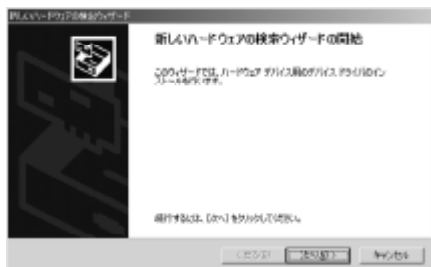 新しいハードウェアの検索ウィザード
新しいハードウェアの検索ウィザードの開始
このウィザードでは、ハードウェア デバイス用のデバイス ドライバのイン
ストールを行います。
続行するには、[次へ] をクリックしてください。
< 戻る(B)
次へ(N) >
キャンセル